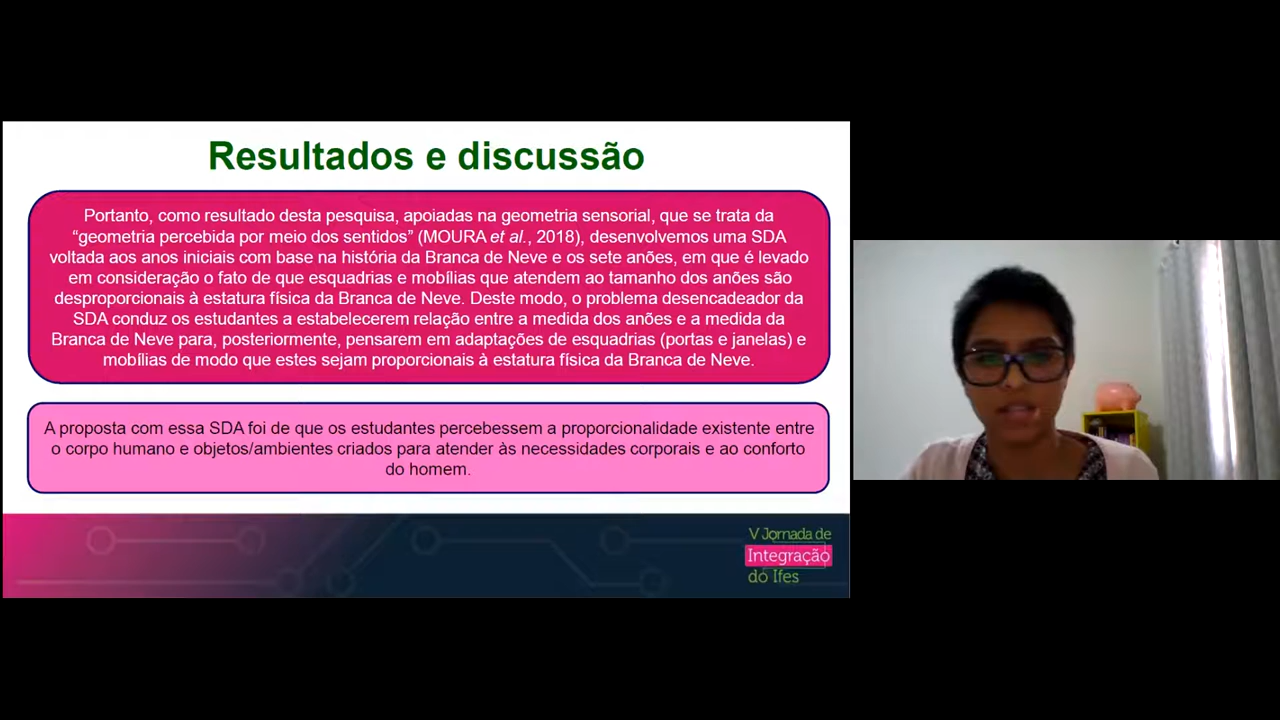 Resultados e discussão
Portanto, como resultado desta pesquisa, apoiadas na geometria sensorial, que se trata da
“geometria percebida por meio dos sentidos” (MOURA et al., 2018), desenvolvemos uma SDA
voltada aos anos iniciais com base na história da Branca de Neve e os sete anões, em que é levado
em consideração o fato de que esquadrias e mobílias que atendem ao tamanho dos anões são
desproporcionais à estatura física da Branca de Neve. Deste modo, o problema desencadeador da
SDA conduz os estudantes a estabelecerem relação entre a medida dos anões e a medida da
Branca de Neve para, posteriormente, pensarem em adaptações de esquadrias (portas e janelas) e
mobílias de modo que estes sejam proporcionais à estatura física da Branca de Neve.
A proposta com essa SDA foi de que os estudantes percebessem a proporcionalidade existente entre
o corpo humano e objetos/ambientes criados para atender às necessidades corporais e ao conforto
do homem.
V Jornada de
Integração
do Ifes